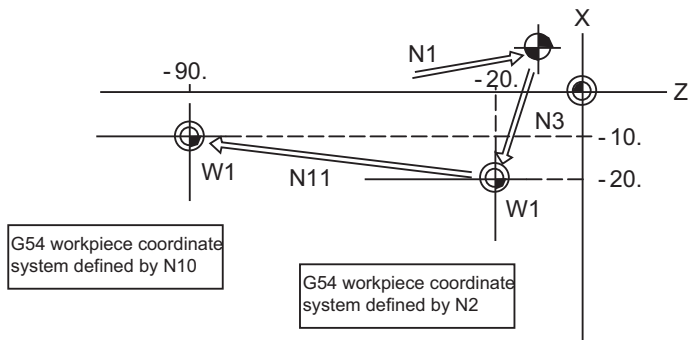 X
N1
-90.
-20.
Z
N3
-10.
W1
N11
-20.
W1
G54 workpiece coordinate
system defined by N10
G54 workpiece coordinate
system defined by N2